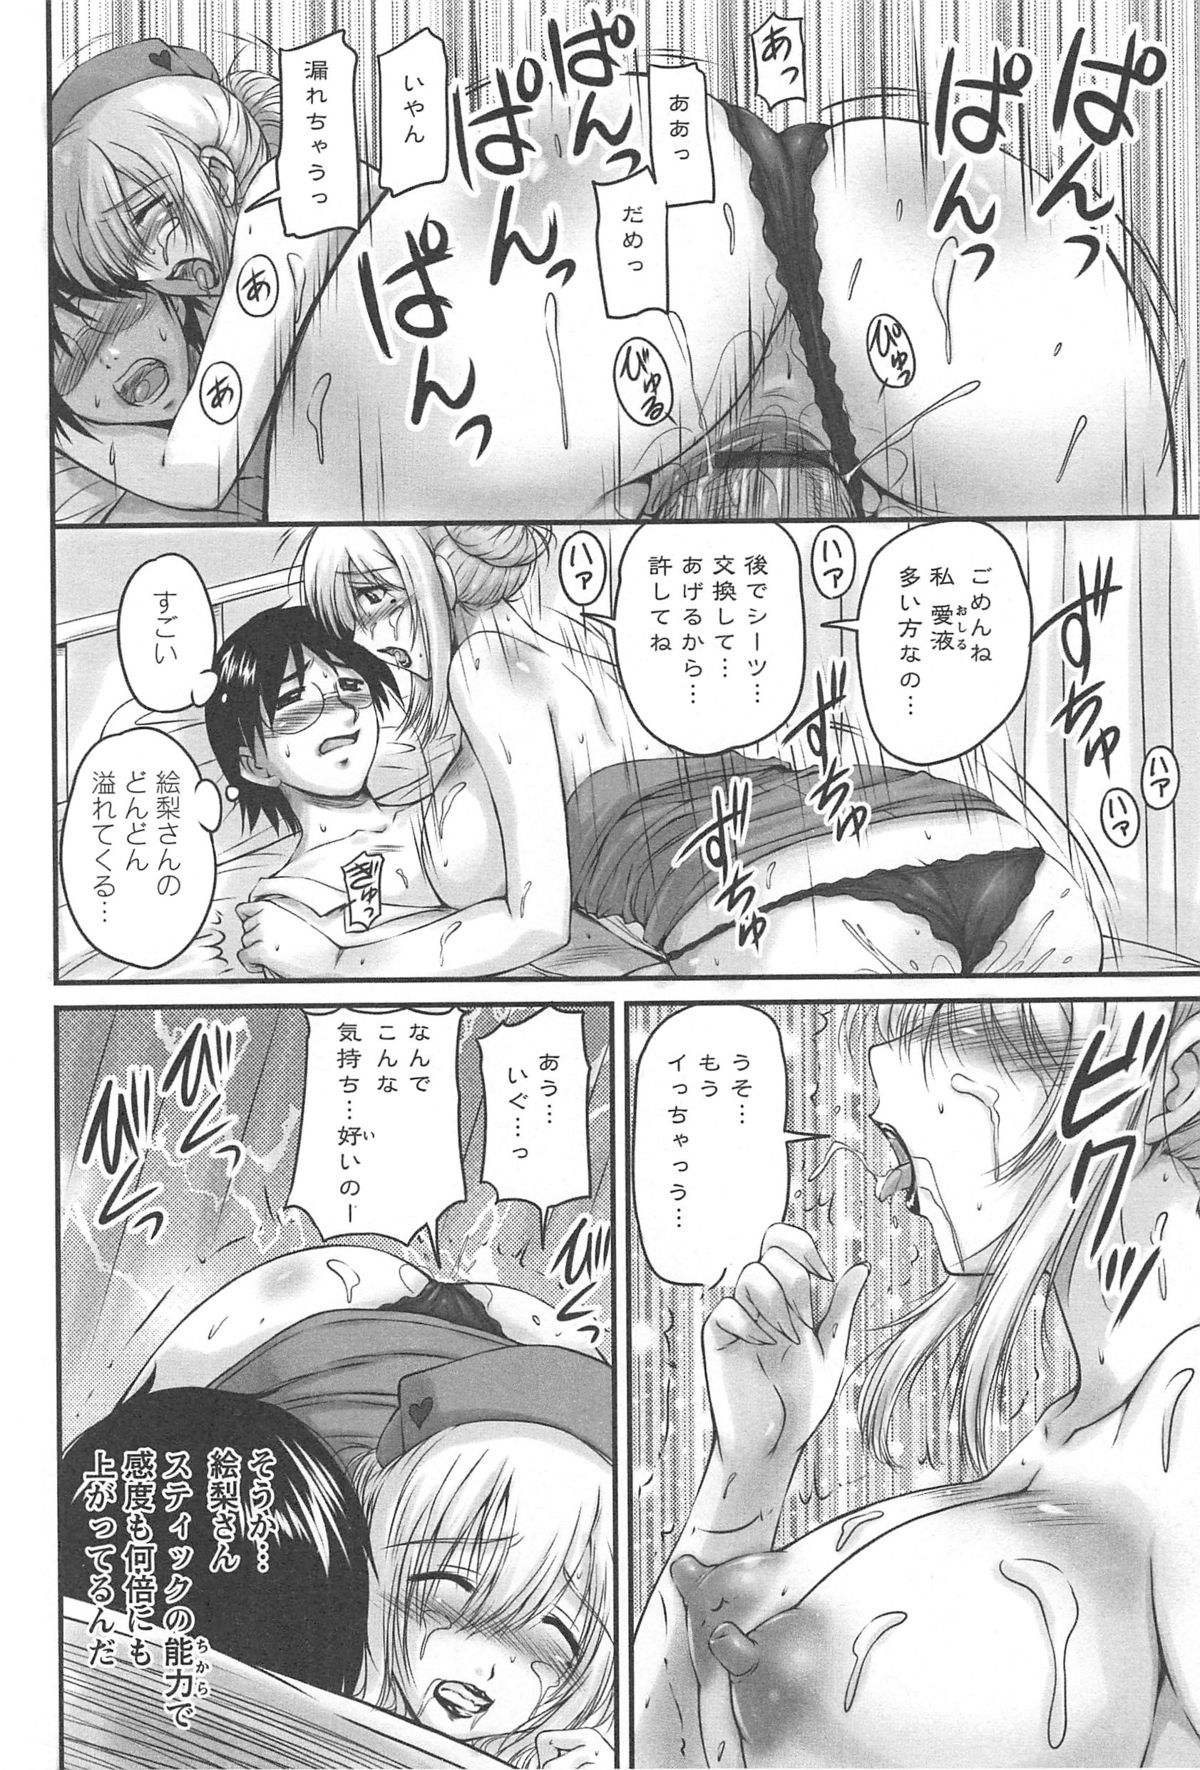 ぱんっ
ぱんっ
あっ
ああっ
だめっ
ぱんっ
ぱんっ
ぱんっ
いやん
漏れちゃうっ
あ
あ
ぴゅっ
びゅる
ごめんね
私 愛液
おしる
多い方なの…
ハァ
後でシーツ…
交換して…
あげるから…
許してね
ハァ
ずちゅ
ずちゅ
ずちゅ
ハァ
ハァ
すごい
絵梨さんの
どんどん
溢れてくる…
ぎゅっ
うそ…
もう
イっちゃっう…
ビクッ
あう…
いぐ…っ
なんで
こんな
気持ち…好いのー
い
びくっ
びくっ
そうか…
絵梨さん
スティックの能力で
ちから
感度も何倍にも
上がってるんだ